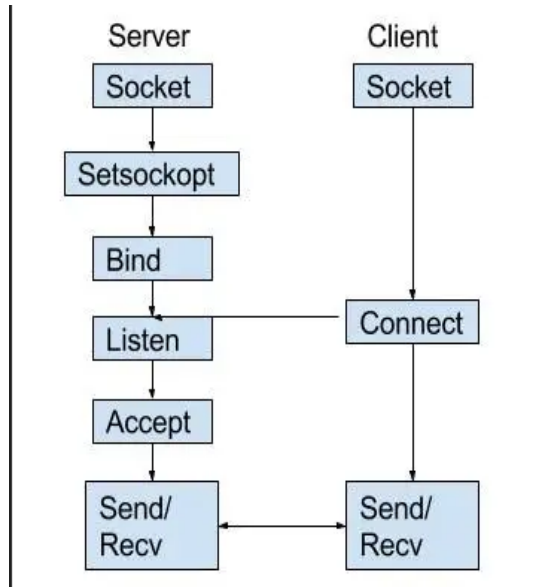 Server
Client
Socket
Socket
Setsockopt
Bind
Listen
Connect
Accept
Send/
Recv
Send/
Recv